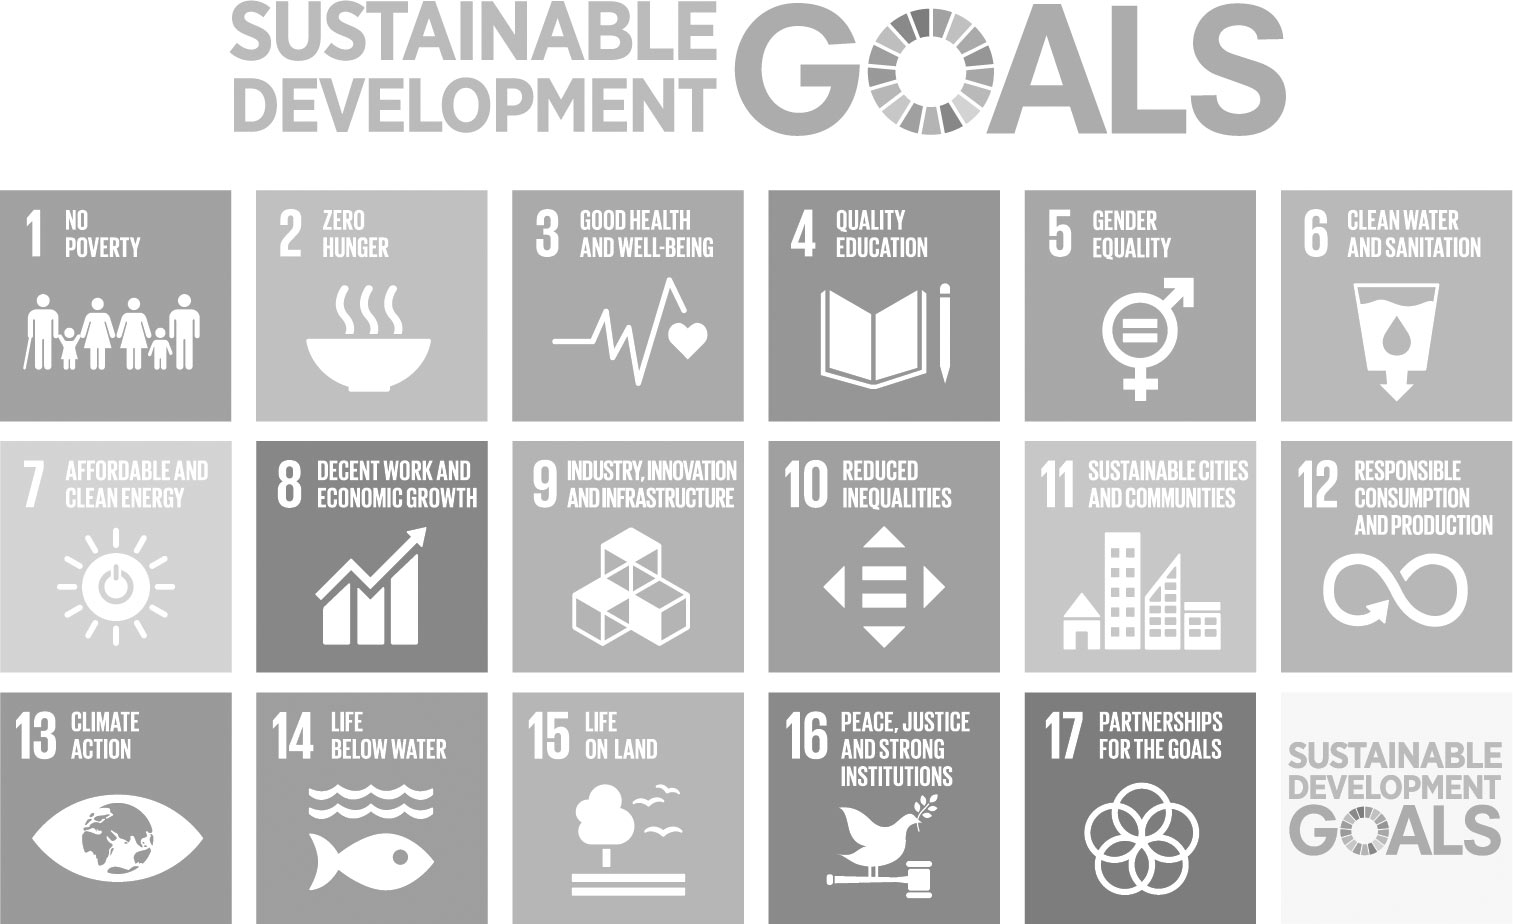 SUSTAINABLE
DEVELOPMENT
GOALS
1 NO
POVERTY
2 ZERO
HUNGER
3 GOOD HEALTH
AND WELL-BEING
4 QUALITY
EDUCATION
5 GENDER
EQUALITY
6 CLEAN WATER
AND SANITATION
7 AFFORDABLE AND
CLEAN ENERGY
8 DECENT WORK AND
ECONOMIC GROWTH
9 INDUSTRY, INNOVATION
AND INFRASTRUCTURE
10 REDUCED
INEQUALITIES
11 SUSTAINABLE CITIES
AND COMMUNITIES
12 RESPONSIBLE
CONSUMPTION
AND PRODUCTION
13 CLIMATE
ACTION
14 LIFE
BELOW WATER
15 LIFE
ON LAND
16 PEACE, JUSTICE
AND STRONG
INSTITUTIONS
17 PARTNERSHIPS
FOR THE GOALS
SUSTAINABLE
DEVELOPMENT
GOALS